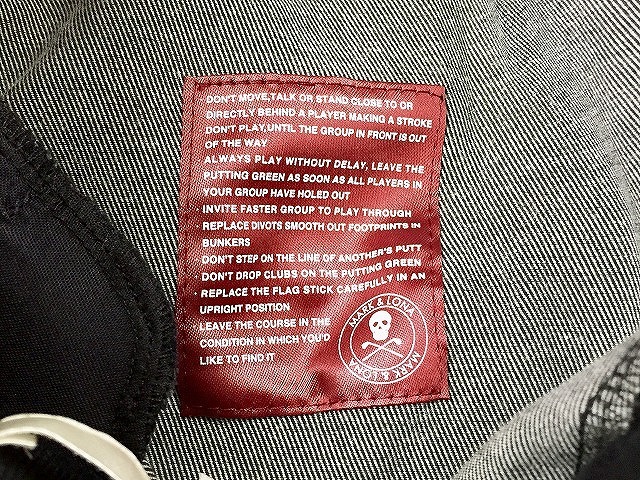 DON'T MOVE,TALK OR STAND CLOSE TO OR
DIRECTLY BEHIND A PLAYER MAKING A STROKE
DON'T PLAY,UNTIL THE GROUP IN FRONT IS OUT
OF THE WAY
ALWAYS PLAY WITHOUT DELAY, LEAVE THE
PUTTING GREEN AS SOON AS ALL PLAYERS IN
YOUR GROUP HAVE HOLED OUT
INVITE FASTER GROUP TO PLAY THROUGH
REPLACE DIVOTS SMOOTH OUT FOOTPRINTS IN
BUNKERS
DON'T STEP ON THE LINE OF ANOTHER'S PUTT
DON'T DROP CLUBS ON THE PUTTING GREEN
REPLACE THE FLAG STICK CAREFULLY IN AN
UPRIGHT POSITION
LEAVE THE COURSE IN THE
CONDITION IN WHICH YOU'D
LIKE TO FIND IT
MARK & LONA
MARK & LONA